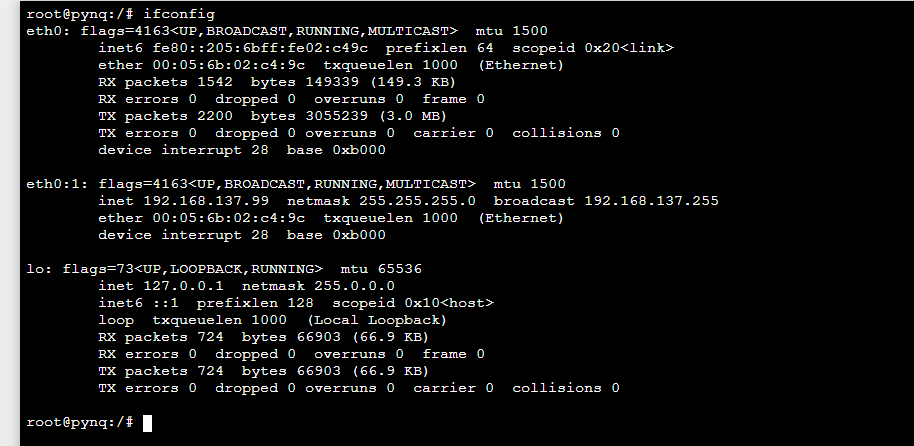 root@pynq:/# ifconfig
eth0: flags=4163<UP,BROADCAST,RUNNING,MULTICAST>  mtu 1500
        inet6 fe80::205:6bff:fe02:c49c  prefixlen 64  scopeid 0x20<link>
        ether 00:05:6b:02:c4:9c  txqueuelen 1000  (Ethernet)
        RX packets 1542  bytes 149339 (149.3 KB)
        RX errors 0  dropped 0  overruns 0  frame 0
        TX packets 2200  bytes 3055239 (3.0 MB)
        TX errors 0  dropped 0 overruns 0  carrier 0  collisions 0
        device interrupt 28  base 0xb000

eth0:1: flags=4163<UP,BROADCAST,RUNNING,MULTICAST>  mtu 1500
        inet 192.168.137.99  netmask 255.255.255.0  broadcast 192.168.137.255
        ether 00:05:6b:02:c4:9c  txqueuelen 1000  (Ethernet)
        device interrupt 28  base 0xb000

lo: flags=73<UP,LOOPBACK,RUNNING>  mtu 65536
        inet 127.0.0.1  netmask 255.0.0.0
        inet6 ::1  prefixlen 128  scopeid 0x10<host>
        loop  txqueuelen 1000  (Local Loopback)
        RX packets 724  bytes 66903 (66.9 KB)
        RX errors 0  dropped 0  overruns 0  frame 0
        TX packets 724  bytes 66903 (66.9 KB)
        TX errors 0  dropped 0 overruns 0  carrier 0  collisions 0

root@pynq:/#